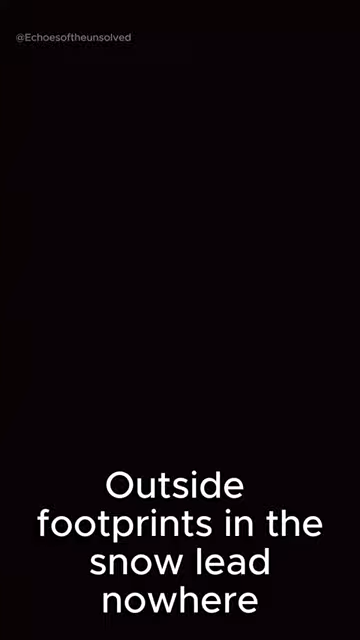 @Echoesoftheunsolved
Outside
footprints in the
snow lead
nowhere